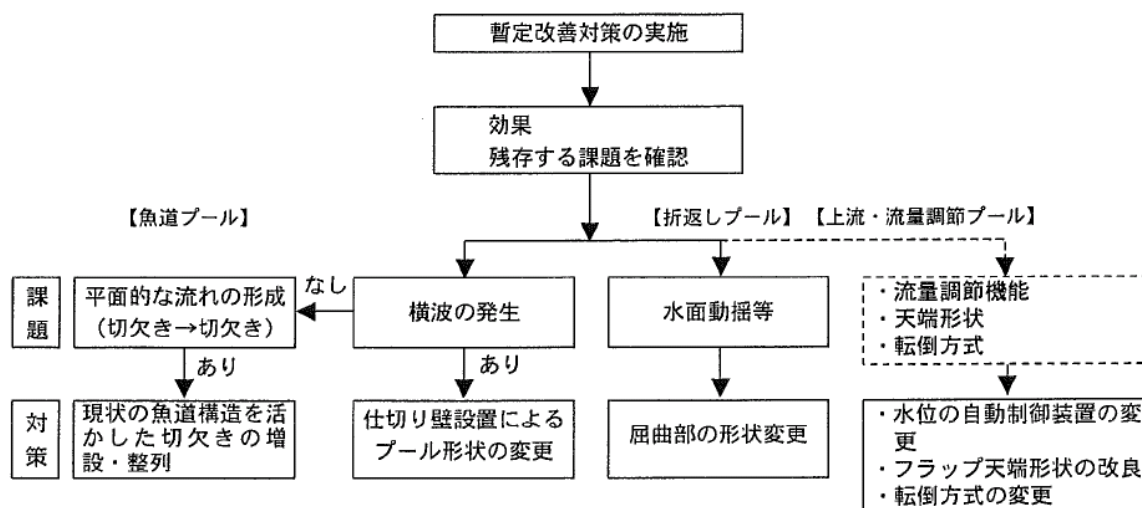 暫定改善対策の実施
効果
残存する課題を確認
【魚道プール】
【折返しプール】
【上流・流量調節プール】
課題
平面的な流れの形成
(切欠き→切欠き)
なし
横波の発生
水面動揺等
・流量調節機能
・天端形状
・転倒方式
あり
あり
対策
現状の魚道構造を活
かした切欠きの増
設・整列
仕切り壁設置による
プール形状の変更
屈曲部の形状変更
・水位の自動制御装置の変
更
・フラップ天端形状の改良
・転倒方式の変更